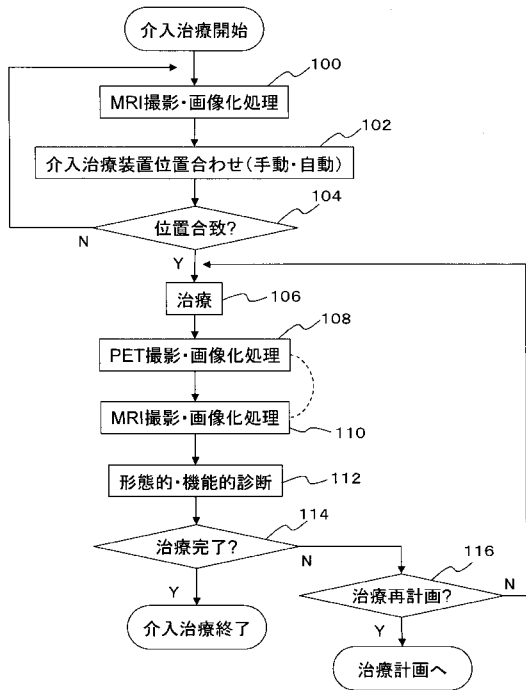 介入治療開始
100
MRI撮影・画像化処理
102
介入治療装置位置合わせ(手動・自動)
104
位置合致?
N
Y
治療
106
108
PET撮影・画像化処理
MRI撮影・画像化処理
110
形態的・機能的診断
112
114
治療完了?
N
116
Y
治療再計画?
N
介入治療終了
Y
治療計画へ